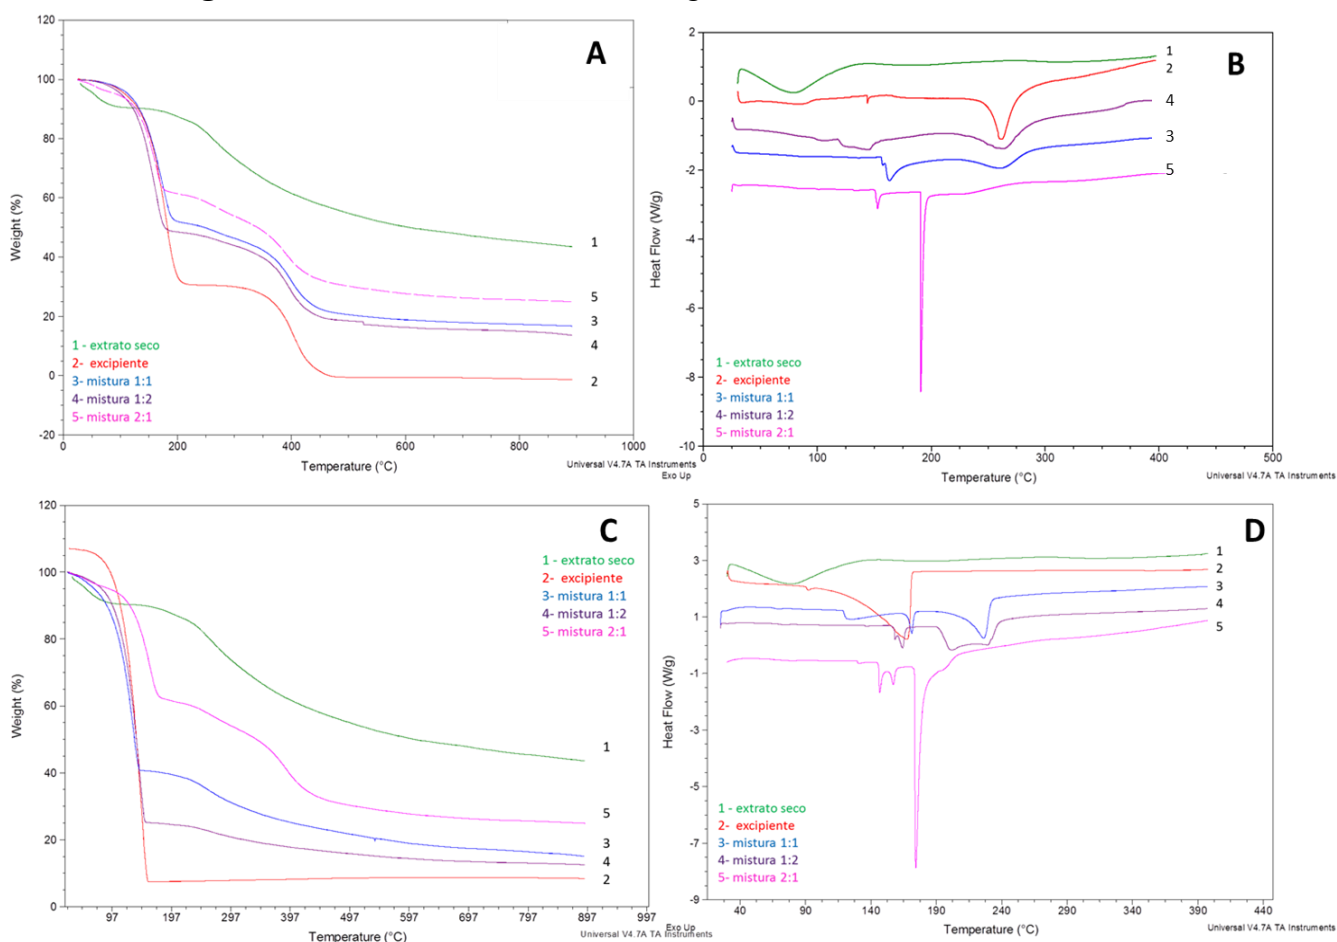 120
100
80
60
40
20
0
-20
Weight (%)
A
1
5
3
4
2
1 - extrato seco
2- excipiente
3- mistura 1:1
4- mistura 1:2
5- mistura 2:1
0
200
400
600
800
1000
Temperature (°C)
Universal V4.7A TA Instruments
Exo Up
2
0
-2
-4
-6
-8
-10
Heat Flow (W/g)
B
1
2
4
3
5
1 - extrato seco
2- excipiente
3- mistura 1:1
4- mistura 1:2
5- mistura 2:1
0
100
200
300
400
500
Temperature (°C)
Universal V4.7A TA Instruments
120
100
80
60
40
20
0
Weight (%)
C
1 - extrato seco
2- excipiente
3- mistura 1:1
4- mistura 1:2
5- mistura 2:1
1
5
3
4
2
97
197
297
397
497
597
697
797
897
997
Temperature (°C)
Exo Up
Universal V4.7A TA Instruments
5
3
1
-1
-3
-5
-7
-9
Heat Flow (W/g)
D
1
2
3
4
5
1 - extrato seco
2- excipiente
3- mistura 1:1
4- mistura 1:2
5- mistura 2:1
40
90
140
190
240
290
340
390
440
Temperature (°C)
Universal V4.7A TA Instruments